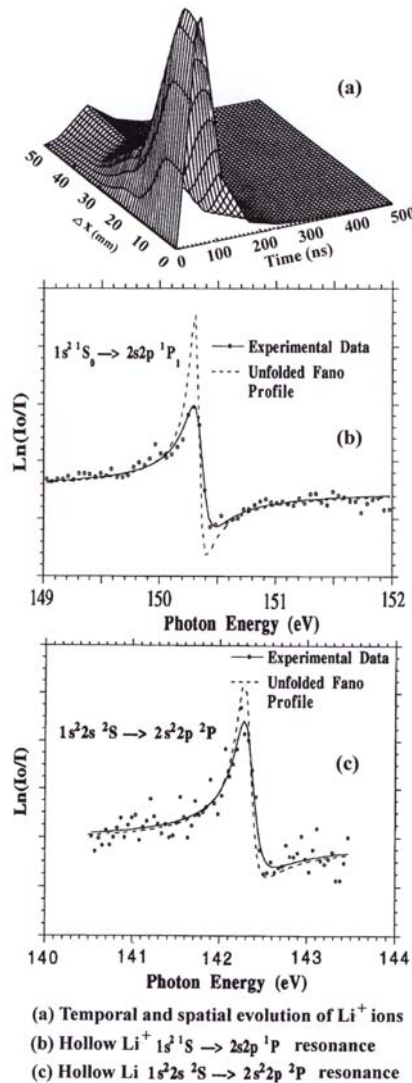 (a)
50
40
30
20
10
0
Δ X (mm)
0
100
200
300
400
500
Time (ns)
1s² ¹S₀ → 2s2p ¹P₁
Experimental Data
Unfolded Fano
Profile
(b)
Ln(Io/I)
149
150
151
152
Photon Energy (eV)
Experimental Data
Unfolded Fano
Profile
1s²2s ²S → 2s²2p ²P
(c)
Ln(Io/I)
140
141
142
143
144
Photon Energy (eV)
(a) Temporal and spatial evolution of Li⁺ ions
(b) Hollow Li⁺ 1s² ¹S → 2s2p ¹P resonance
(c) Hollow Li 1s²2s ²S → 2s²2p ²P resonance